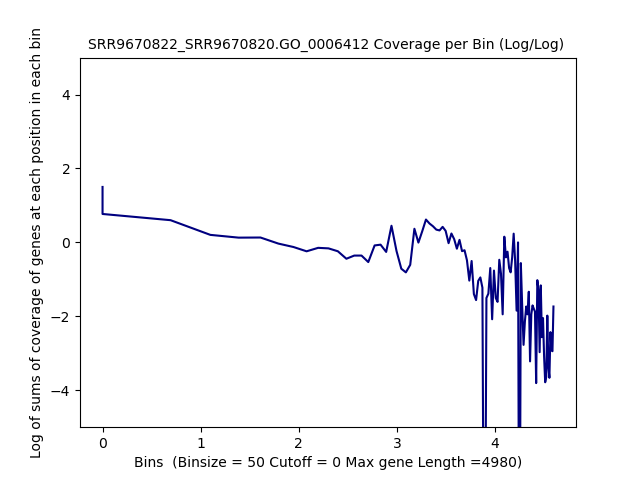 SRR9670822_SRR9670820.GO_0006412 Coverage per Bin (Log/Log)
Log of sums of coverage of genes at each position in each bin
4
2
0
−2
−4
0 1 2 3 4
Bins  (Binsize = 50 Cutoff = 0 Max gene Length =4980)